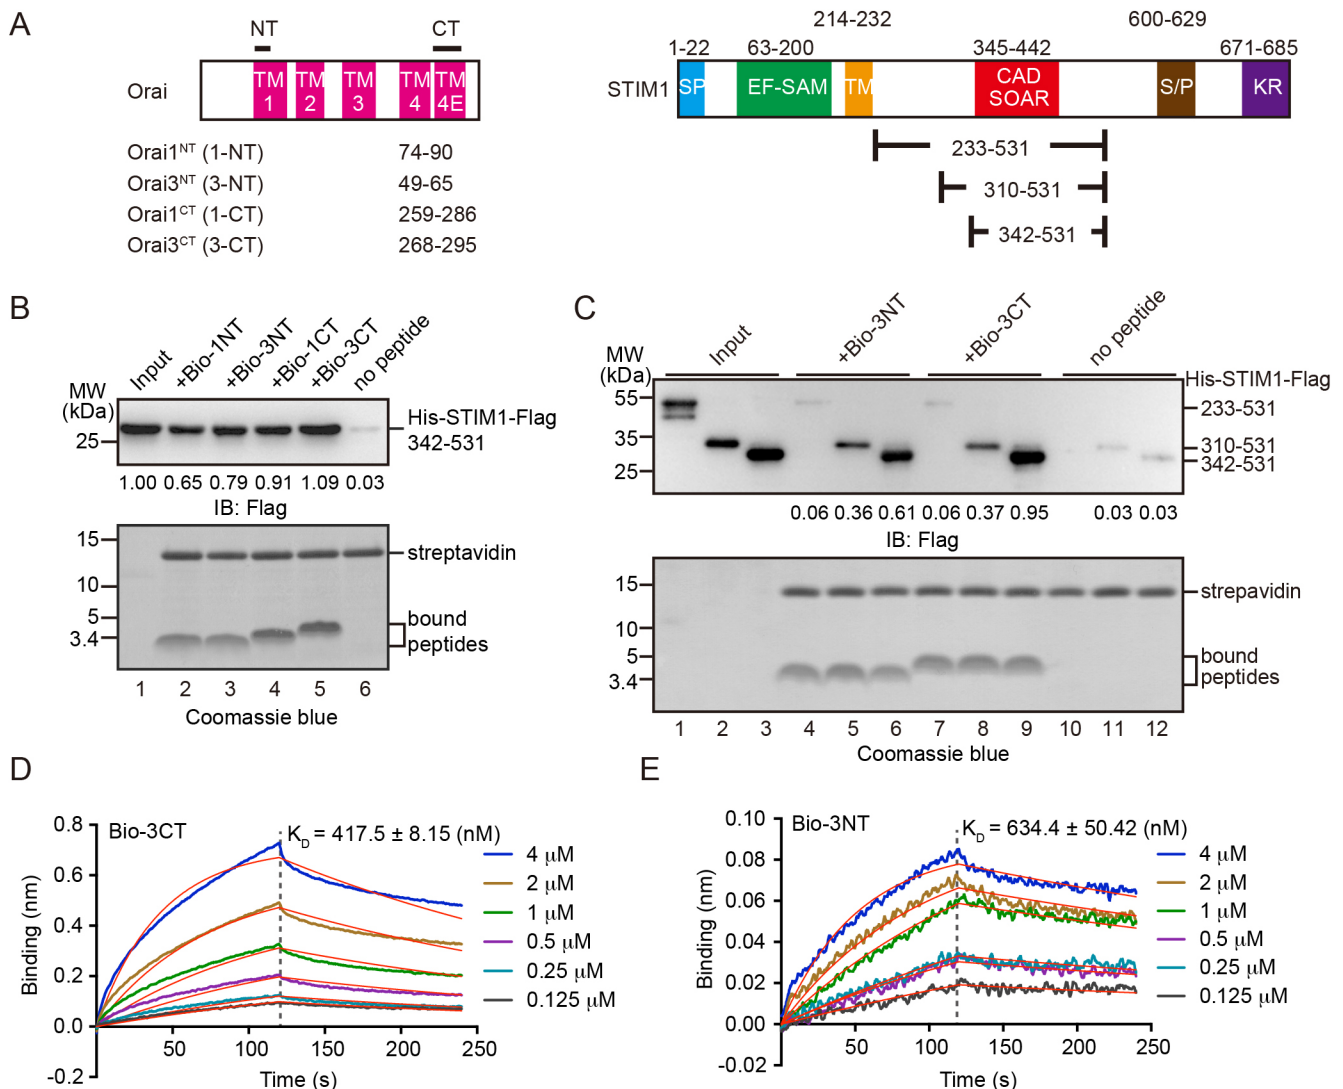 A
NT
CT
Orai
TM
1
TM
2
TM
3
TM
4
TM
4E
Orai1NT (1-NT) 74-90
Orai3NT (3-NT) 49-65
Orai1CT (1-CT) 259-286
Orai3CT (3-CT) 268-295
214-232 600-629
1-22 63-200 345-442 671-685
STIM1
SP
EF-SAM
TM
CAD
SOAR
S/P
KR
233-531
310-531
342-531
B
Input
+Bio-1NT
+Bio-3NT
+Bio-1CT
+Bio-3CT
no peptide
MW
(kDa)
25
His-STIM1-Flag
342-531
1.00 0.65 0.79 0.91 1.09 0.03
IB: Flag
15
10
5
3.4
streptavidin
bound
peptides
1 2 3 4 5 6
Coomassie blue
C
Input
+Bio-3NT
+Bio-3CT
no peptide
MW
(kDa)
55
35
25
His-STIM1-Flag
233-531
310-531
342-531
0.06 0.36 0.61 0.06 0.37 0.95 0.03 0.03
IB: Flag
15
10
5
3.4
strepavidin
bound
peptides
1 2 3 4 5 6 7 8 9 10 11 12
Coomassie blue
D
Bio-3CT
KD = 417.5 ± 8.15 (nM)
Binding (nm)
0.8
0.6
0.4
0.2
0.0
-0.2
50 100 150 200 250
Time (s)
4 µM
2 µM
1 µM
0.5 µM
0.25 µM
0.125 µM
E
Bio-3NT
KD = 634.4 ± 50.42 (nM)
Binding (nm)
0.10
0.08
0.06
0.04
0.02
0.00
-0.02
50 100 150 200 250
Time (s)
4 µM
2 µM
1 µM
0.5 µM
0.25 µM
0.125 µM